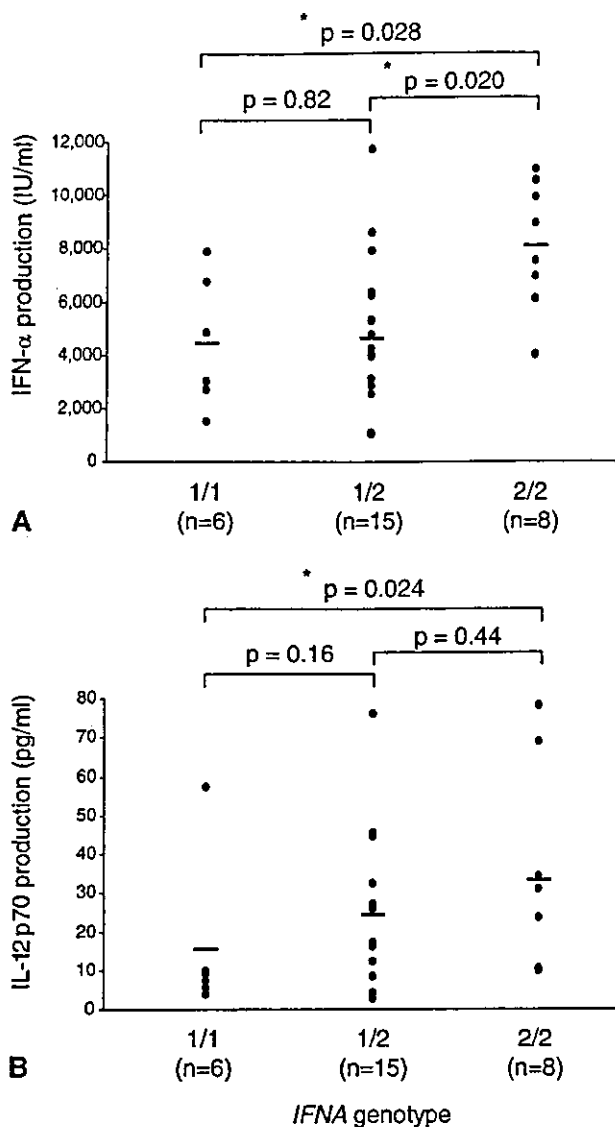 *
p = 0.028
*
p = 0.82
p = 0.020
IFN-α production (IU/ml)
12,000
10,000
8,000
6,000
4,000
2,000
0
1/1
1/2
2/2
A
(n=6)
(n=15)
(n=8)
*
p = 0.024
p = 0.16
p = 0.44
IL-12p70 production (pg/ml)
80
70
60
50
40
30
20
10
0
1/1
1/2
2/2
B
(n=6)
(n=15)
(n=8)
IFNA genotype